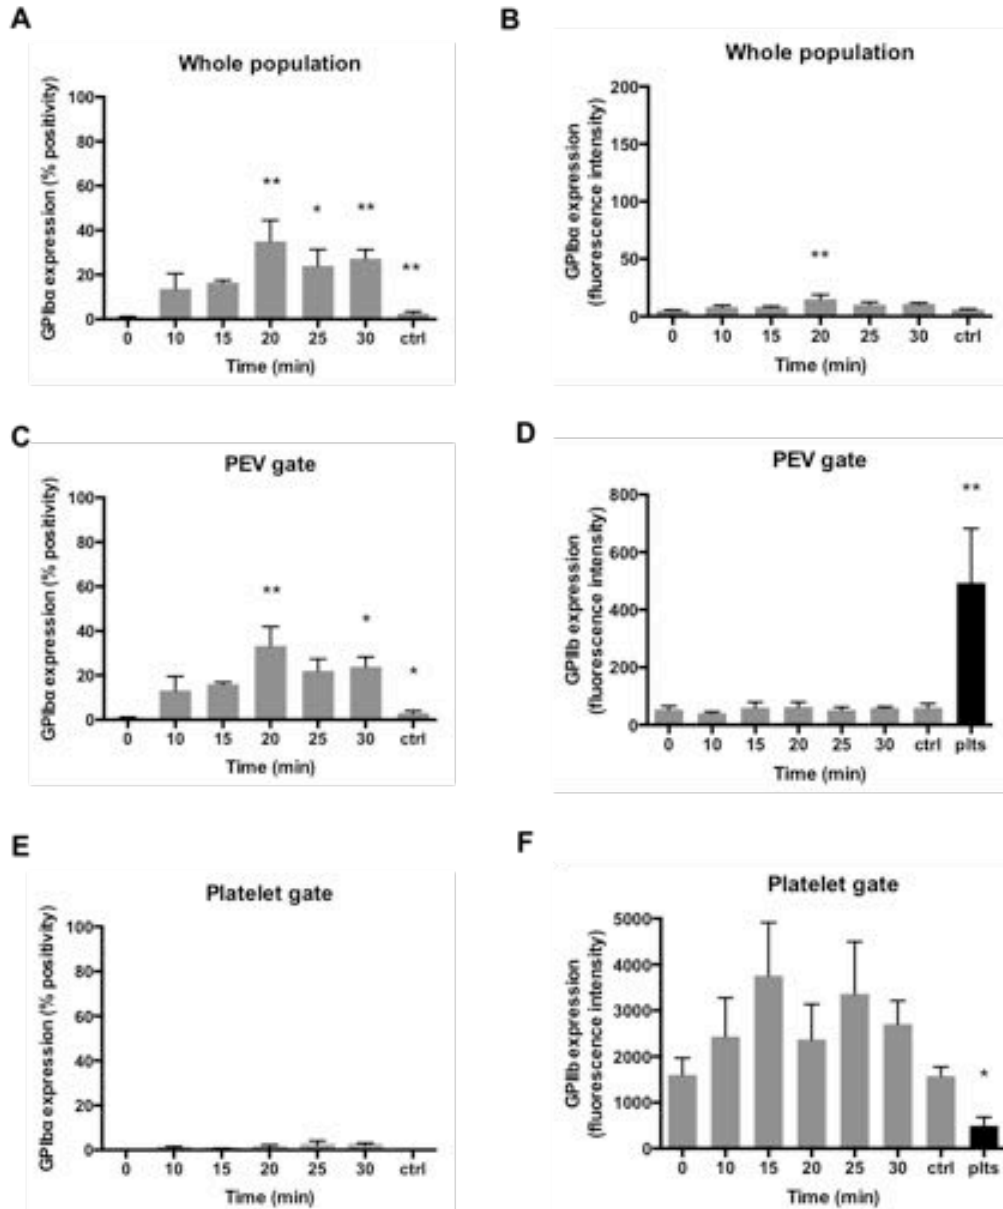 A
Whole population
GPIbα expression (% positivity)
100
80
60
40
20
0
** * ** **
0 10 15 20 25 30 ctrl
Time (min)
B
Whole population
GPIbα expression
(fluorescence intensity)
200
150
100
50
0
**
0 10 15 20 25 30 ctrl
Time (min)
C
PEV gate
GPIbα expression (% positivity)
100
80
60
40
20
0
** * *
0 10 15 20 25 30 ctrl
Time (min)
D
PEV gate
GPIIb expression
(fluorescence intensity)
800
600
400
200
0
**
0 10 15 20 25 30 ctrl plts
Time (min)
E
Platelet gate
GPIbα expression (% positivity)
100
80
60
40
20
0
0 10 15 20 25 30 ctrl
Time (min)
F
Platelet gate
GPIIb expression
(fluorescence intensity)
5000
4000
3000
2000
1000
0
*
0 10 15 20 25 30 ctrl plts
Time (min)